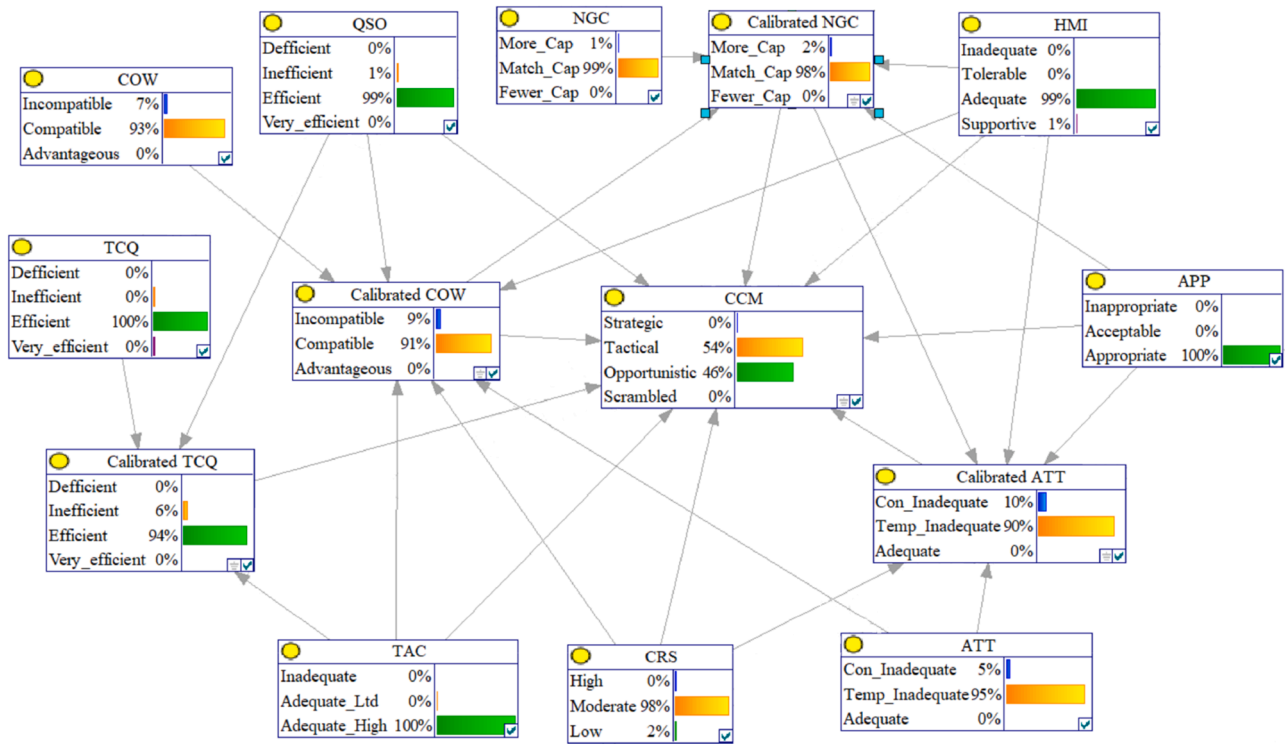 QSO
Defficient 0%
Inefficient 1%
Efficient 99%
Very_efficient 0%
NGC
More_Cap 1%
Match_Cap 99%
Fewer_Cap 0%
Calibrated NGC
More_Cap 2%
Match_Cap 98%
Fewer_Cap 0%
HMI
Inadequate 0%
Tolerable 0%
Adequate 99%
Supportive 1%
COW
Incompatible 7%
Compatible 93%
Advantageous 0%
TCQ
Defficient 0%
Inefficient 0%
Efficient 100%
Very_efficient 0%
Calibrated COW
Incompatible 9%
Compatible 91%
Advantageous 0%
CCM
Strategic 0%
Tactical 54%
Opportunistic 46%
Scrambled 0%
APP
Inappropriate 0%
Acceptable 0%
Appropriate 100%
Calibrated TCQ
Defficient 0%
Inefficient 6%
Efficient 94%
Very_efficient 0%
Calibrated ATT
Con_Inadequate 10%
Temp_Inadequate 90%
Adequate 0%
TAC
Inadequate 0%
Adequate_Ltd 0%
Adequate_High 100%
CRS
High 0%
Moderate 98%
Low 2%
ATT
Con_Inadequate 5%
Temp_Inadequate 95%
Adequate 0%